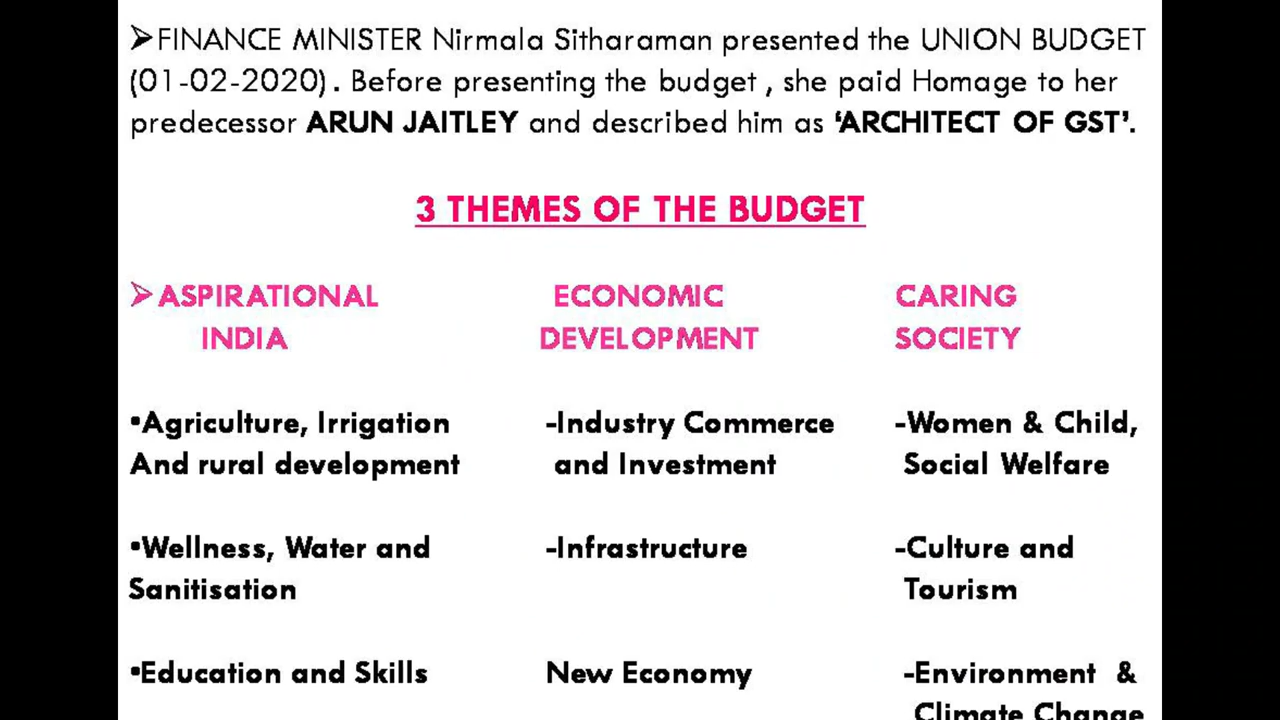 ➢FINANCE MINISTER Nirmala Sitharaman presented the UNION BUDGET
(01-02-2020). Before presenting the budget , she paid Homage to her
predecessor ARUN JAITLEY and described him as ‘ARCHITECT OF GST’.
3 THEMES OF THE BUDGET
➢ASPIRATIONAL ECONOMIC CARING
INDIA DEVELOPMENT SOCIETY
•Agriculture, Irrigation -Industry Commerce -Women & Child,
And rural development and Investment Social Welfare
•Wellness, Water and -Infrastructure -Culture and
Sanitisation Tourism
•Education and Skills New Economy -Environment &
Climate Change